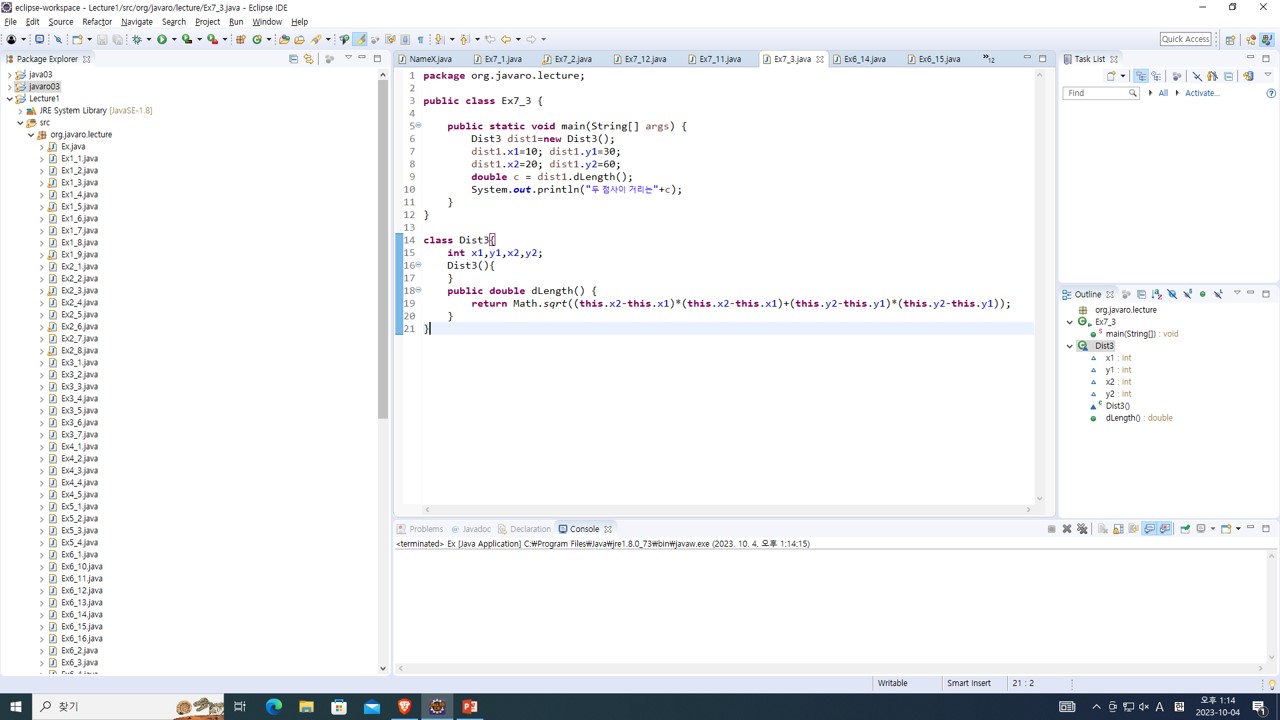 eclipse-workspace - Lecture1/src/org/javaro/lecture/Ex7_3.java - Eclipse IDE
File Edit Source Refactor Navigate Search Project Run Window Help
Quick Access
Package Explorer
java03
javaro03
Lecture1
JRE System Library [JavaSE-1.8]
src
org.javaro.lecture
Ex.java
Ex1_1.java
Ex1_2.java
Ex1_3.java
Ex1_4.java
Ex1_5.java
Ex1_6.java
Ex1_7.java
Ex1_8.java
Ex1_9.java
Ex2_1.java
Ex2_2.java
Ex2_3.java
Ex2_4.java
Ex2_5.java
Ex2_6.java
Ex2_7.java
Ex2_8.java
Ex3_1.java
Ex3_2.java
Ex3_3.java
Ex3_4.java
Ex3_5.java
Ex3_6.java
Ex3_7.java
Ex4_1.java
Ex4_2.java
Ex4_3.java
Ex4_4.java
Ex4_5.java
Ex5_1.java
Ex5_2.java
Ex5_3.java
Ex5_4.java
Ex6_1.java
Ex6_10.java
Ex6_11.java
Ex6_12.java
Ex6_13.java
Ex6_14.java
Ex6_15.java
Ex6_16.java
Ex6_2.java
Ex6_3.java
NameX.java Ex7_1.java Ex7_2.java Ex7_12.java Ex7_11.java Ex7_3.java Ex6_14.java Ex6_15.java »12
1 package org.javaro.lecture;
2
3 public class Ex7_3 {
4
5 public static void main(String[] args) {
6 Dist3 dist1=new Dist3();
7 dist1.x1=10; dist1.y1=30;
8 dist1.x2=20; dist1.y2=60;
9 double c = dist1.dLength();
10 System.out.println("두 점사이 거리는"+c);
11 }
12 }
13
14 class Dist3{
15 int x1,y1,x2,y2;
16 Dist3(){
17 }
18 public double dLength() {
19 return Math.sqrt((this.x2-this.x1)*(this.x2-this.x1)+(this.y2-this.y1)*(this.y2-this.y1));
20 }
21 }
Task List
Find All Activate...
Outline
org.javaro.lecture
Ex7_3
main(String[]) : void
Dist3
x1 : int
y1 : int
x2 : int
y2 : int
Dist3()
dLength() : double
Problems Javadoc Declaration Console
<terminated> Ex [Java Application] C:₩Program Files₩Java₩jre1.8.0_73₩bin₩javaw.exe (2023. 10. 4. 오후 1:14:15)
Writable Smart Insert 21 : 2
찾기
A 漢
오후 1:14
2023-10-04
1